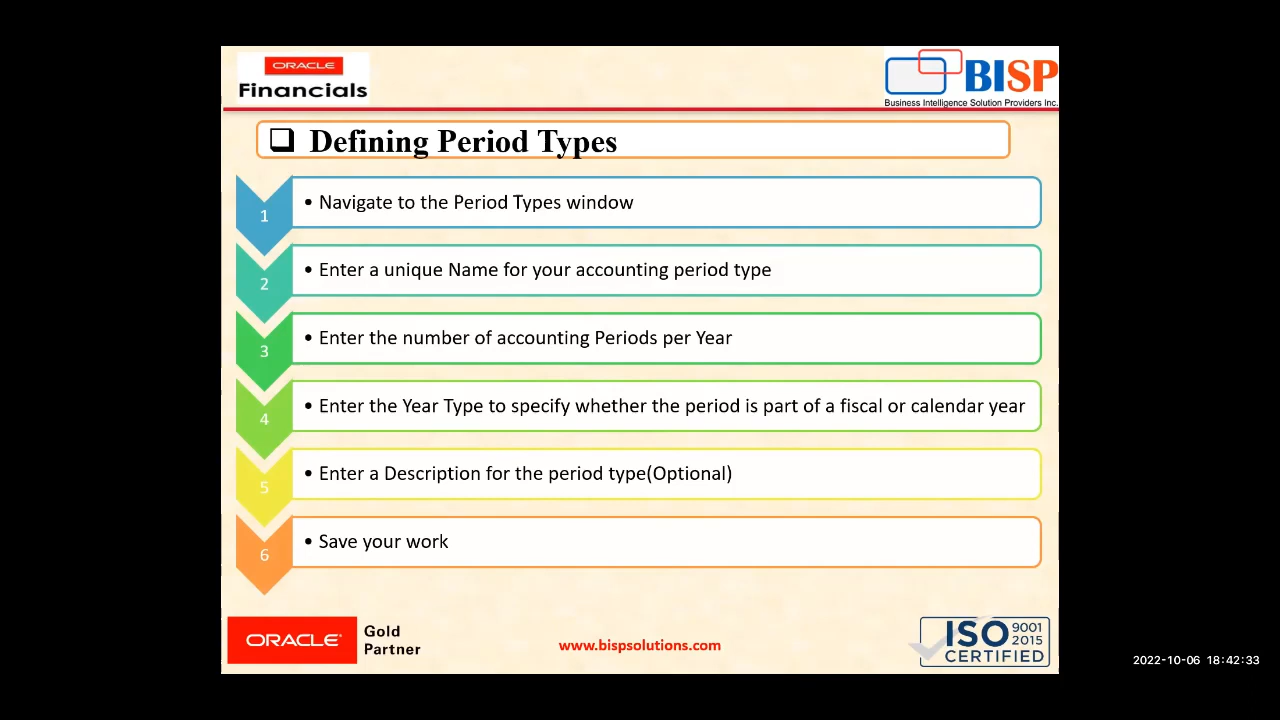 ORACLE
Financials
BISP
Business Intelligence Solution Providers Inc.
❑ Defining Period Types
1
• Navigate to the Period Types window
2
• Enter a unique Name for your accounting period type
3
• Enter the number of accounting Periods per Year
4
• Enter the Year Type to specify whether the period is part of a fiscal or calendar year
5
• Enter a Description for the period type(Optional)
6
• Save your work
ORACLE
Gold
Partner
www.bispsolutions.com
ISO 9001
2015
CERTIFIED
2022-10-06 18:42:33